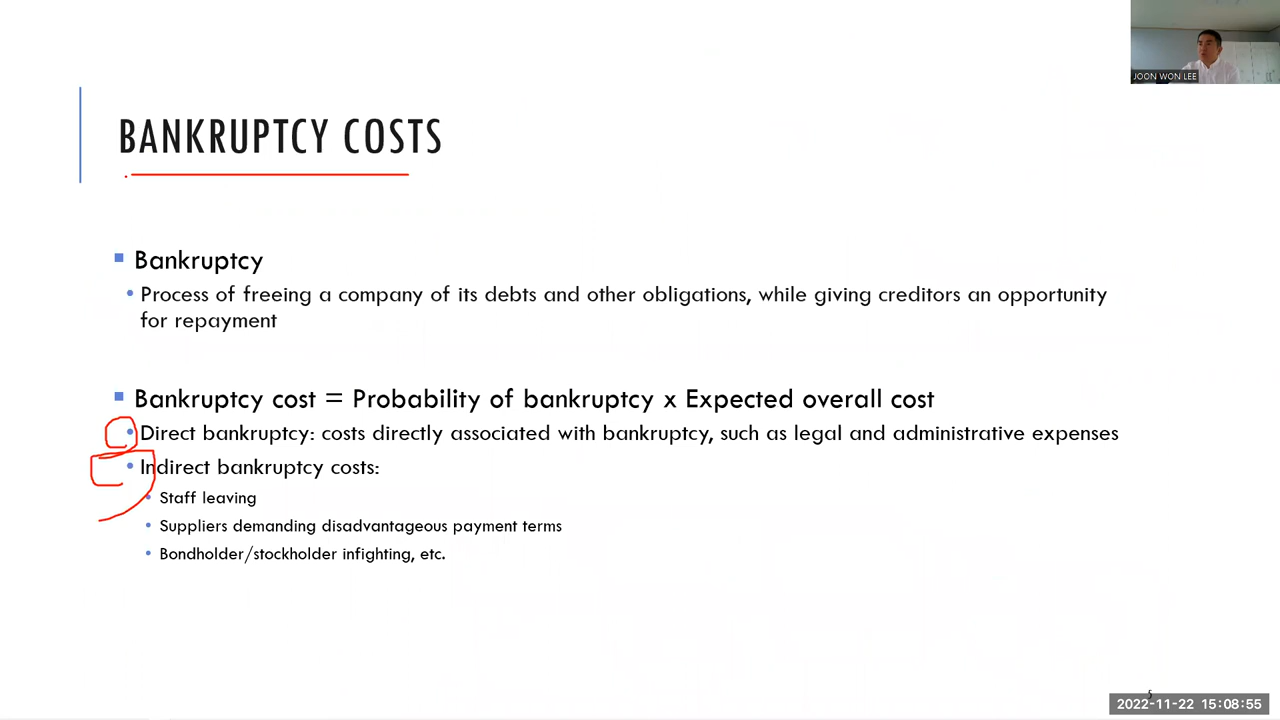 JOON WON LEE
BANKRUPTCY COSTS
Bankruptcy
Process of freeing a company of its debts and other obligations, while giving creditors an opportunity
for repayment
Bankruptcy cost = Probability of bankruptcy x Expected overall cost
Direct bankruptcy: costs directly associated with bankruptcy, such as legal and administrative expenses
Indirect bankruptcy costs:
Staff leaving
Suppliers demanding disadvantageous payment terms
Bondholder/stockholder infighting, etc.
5
2022-11-22 15:08:55